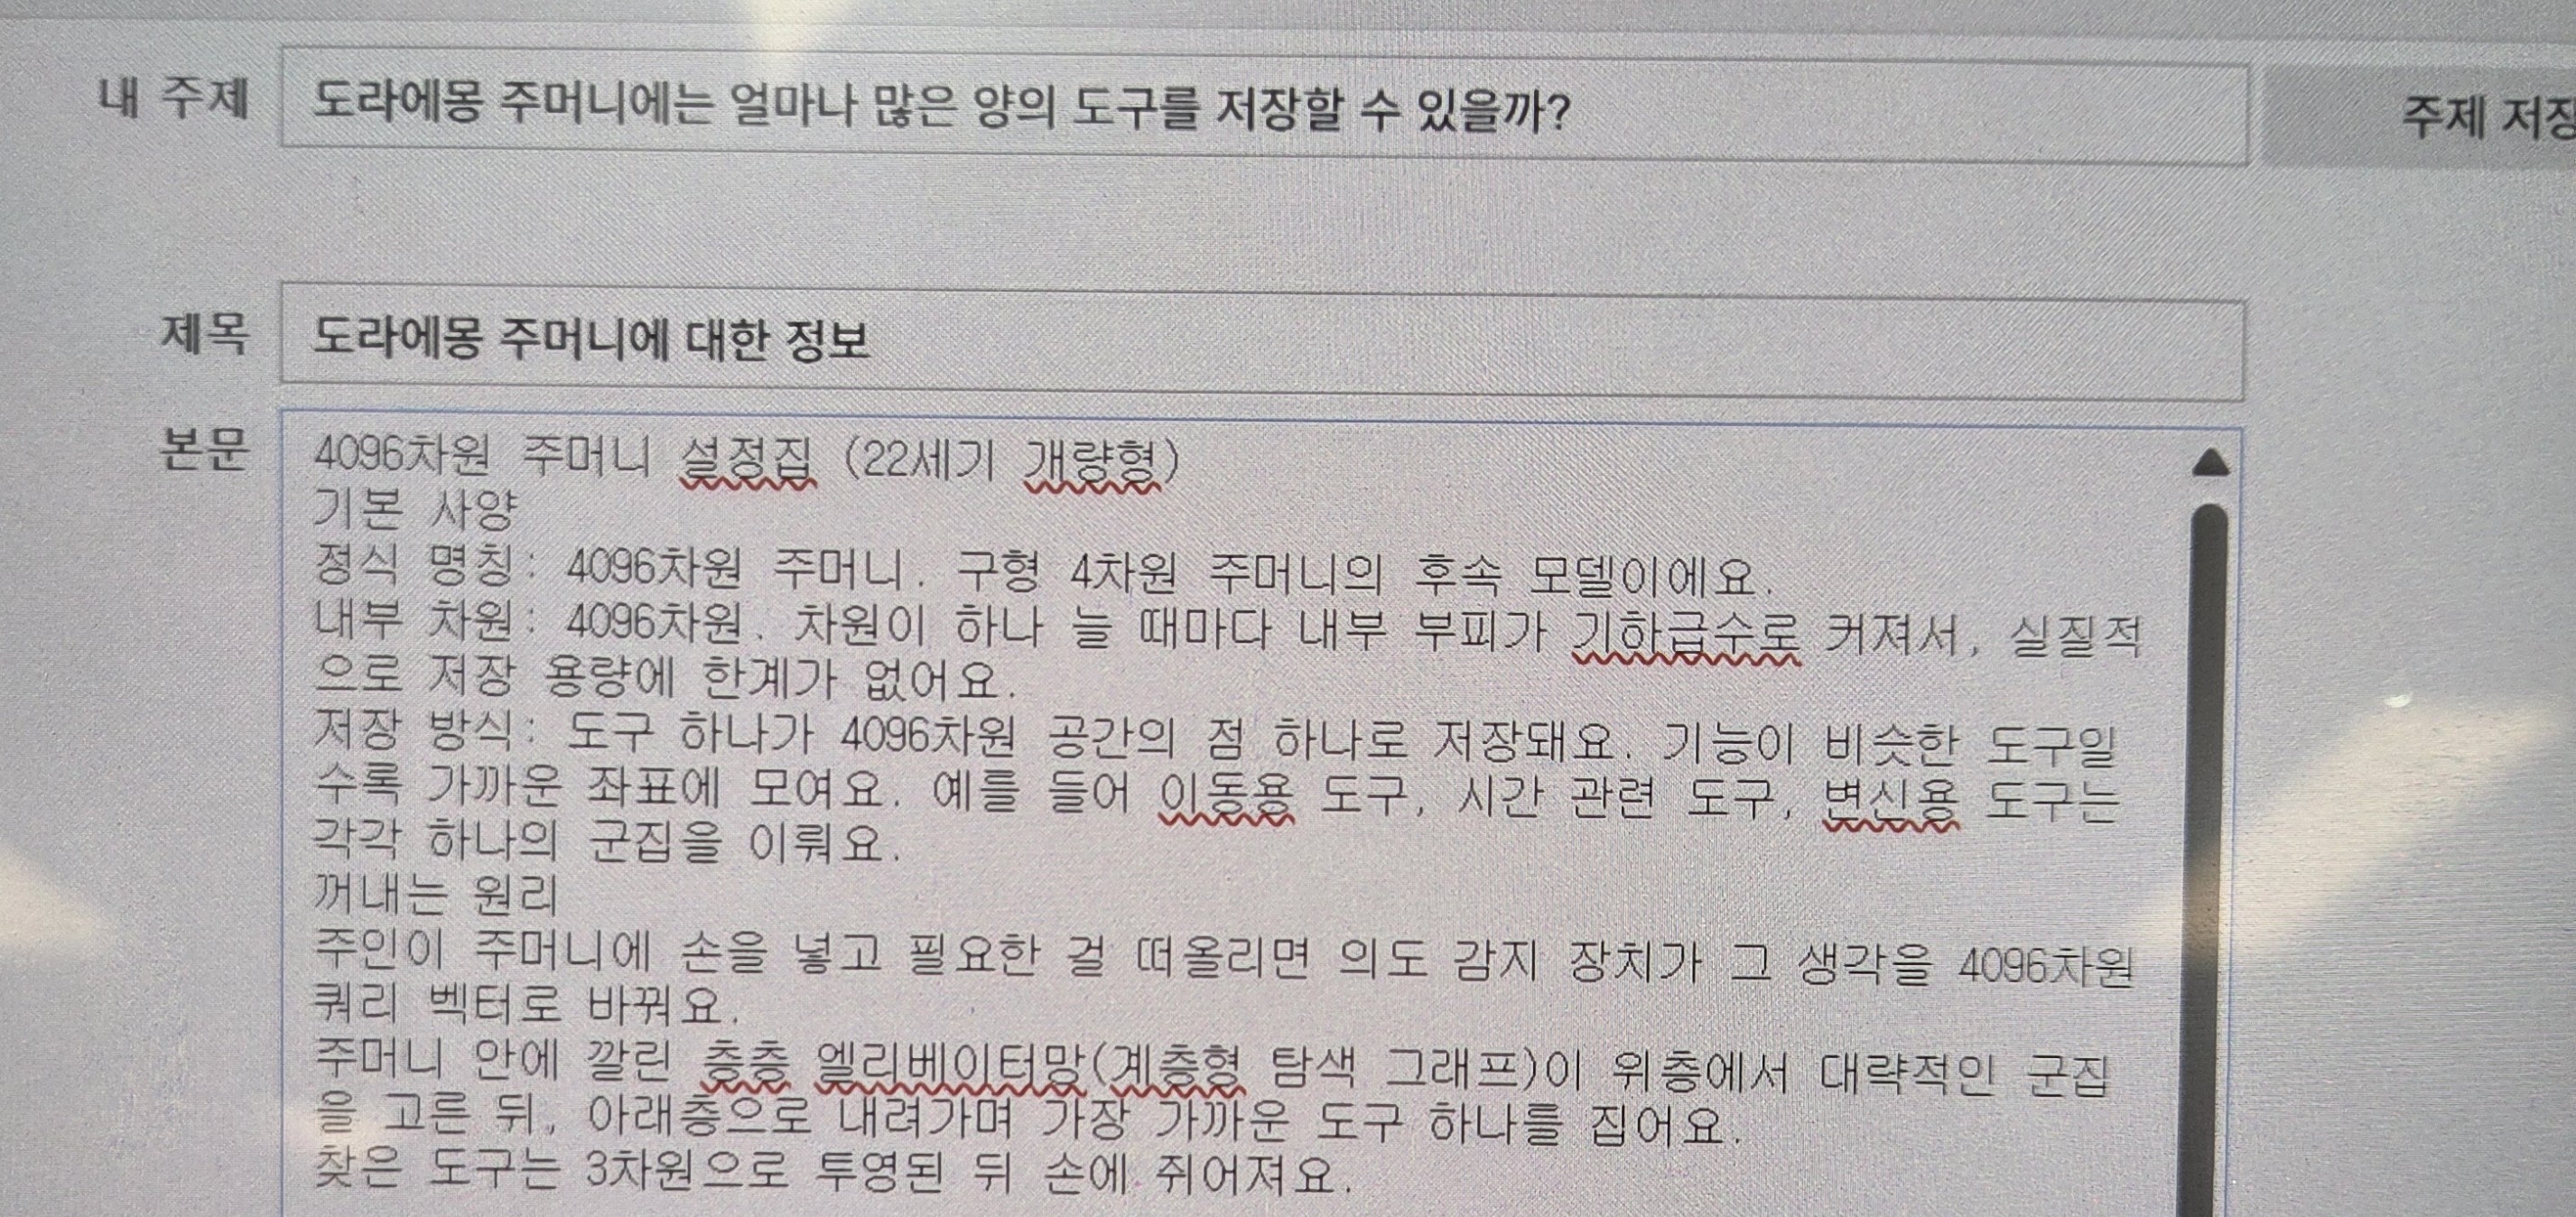 내 주제 도라에몽 주머니에는 얼마나 많은 양의 도구를 저장할 수 있을까? 주제 저장
제목 도라에몽 주머니에 대한 정보
본문 4096차원 주머니 설정집 (22세기 개량형)
기본 사양
정식 명칭: 4096차원 주머니. 구형 4차원 주머니의 후속 모델이에요.
내부 차원: 4096차원. 차원이 하나 늘 때마다 내부 부피가 기하급수로 커져서, 실질적
으로 저장 용량에 한계가 없어요.
저장 방식: 도구 하나가 4096차원 공간의 점 하나로 저장돼요. 기능이 비슷한 도구일
수록 가까운 좌표에 모여요. 예를 들어 이동용 도구, 시간 관련 도구, 변신용 도구는
각각 하나의 군집을 이뤄요.
꺼내는 원리
주인이 주머니에 손을 넣고 필요한 걸 떠올리면 의도 감지 장치가 그 생각을 4096차원
쿼리 벡터로 바꿔요.
주머니 안에 깔린 층층 엘리베이터망(계층형 탐색 그래프)이 위층에서 대략적인 군집
을 고른 뒤, 아래층으로 내려가며 가장 가까운 도구 하나를 집어요.
찾은 도구는 3차원으로 투영된 뒤 손에 쥐어져요.